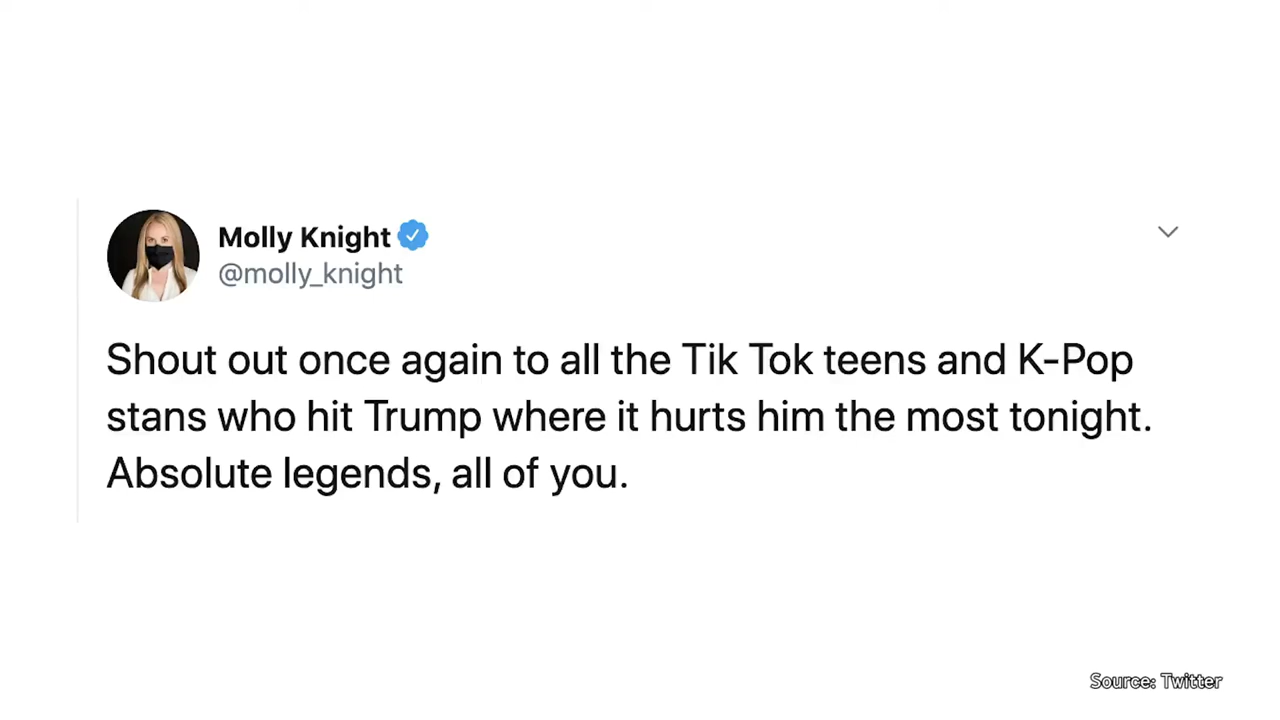 Molly Knight
@molly_knight
Shout out once again to all the Tik Tok teens and K-Pop
stans who hit Trump where it hurts him the most tonight.
Absolute legends, all of you.
Source: Twitter